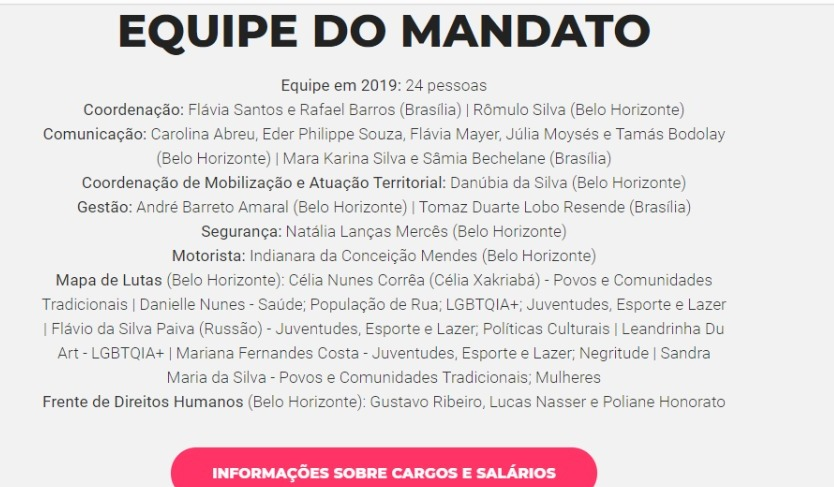 EQUIPE DO MANDATO
Equipe em 2019: 24 pessoas
Coordenação: Flávia Santos e Rafael Barros (Brasília) | Rômulo Silva (Belo Horizonte)
Comunicação: Carolina Abreu, Eder Philippe Souza, Flávia Mayer, Júlia Moysés e Tamás Bodolay
(Belo Horizonte) | Mara Karina Silva e Sâmia Bechelane (Brasília)
Coordenação de Mobilização e Atuação Territorial: Danúbia da Silva (Belo Horizonte)
Gestão: André Barreto Amaral (Belo Horizonte) | Tomaz Duarte Lobo Resende (Brasília)
Segurança: Natália Lanças Mercês (Belo Horizonte)
Motorista: Indianara da Conceição Mendes (Belo Horizonte)
Mapa de Lutas (Belo Horizonte): Célia Nunes Corrêa (Célia Xakriabá) - Povos e Comunidades
Tradicionais | Danielle Nunes - Saúde; População de Rua; LGBTQIA+; Juventudes, Esporte e Lazer
| Flávio da Silva Paiva (Russão) - Juventudes, Esporte e Lazer; Políticas Culturais | Leandrinha Du
Art - LGBTQIA+ | Mariana Fernandes Costa - Juventudes, Esporte e Lazer; Negritude | Sandra
Maria da Silva - Povos e Comunidades Tradicionais; Mulheres
Frente de Direitos Humanos (Belo Horizonte): Gustavo Ribeiro, Lucas Nasser e Poliane Honorato
INFORMAÇÕES SOBRE CARGOS E SALÁRIOS